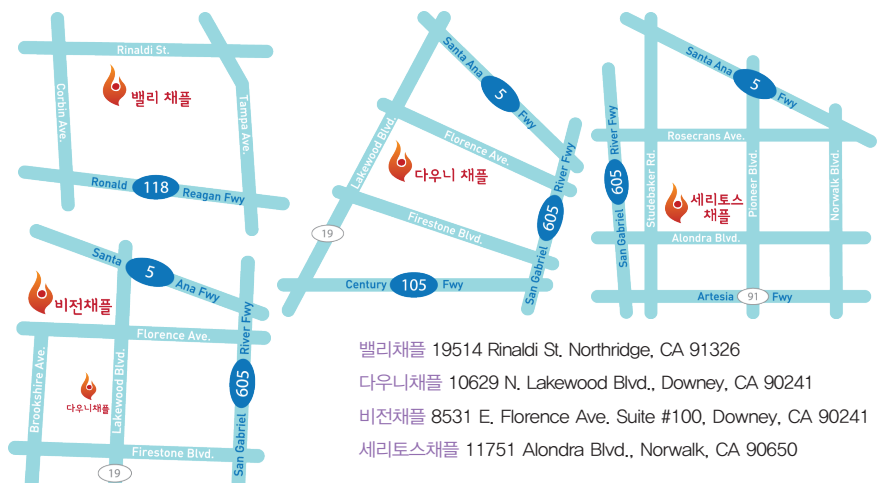 Rinaldi St.
Corbin Ave.
밸리 채플
Tampa Ave.
Ronald 118 Reagan Fwy
Santa Ana 5 Fwy
Lakewood Blvd.
Florence Ave.
다우니 채플
Firestone Blvd.
19
San Gabriel 605 River Fwy
Century 105 Fwy
Santa Ana 5 Fwy
San Gabriel 605 River Fwy
Studebaker Rd.
Rosecrans Ave.
Pioneer Blvd.
Norwalk Blvd.
세리토스
채플
Alondra Blvd.
Artesia 91 Fwy
Santa 5 Ana Fwy
비전채플
Florence Ave.
Brookshire Ave.
다우니채플
Lakewood Blvd.
San Gabriel 605 River Fwy
Firestone Blvd.
19
밸리채플 19514 Rinaldi St. Northridge, CA 91326
다우니채플 10629 N. Lakewood Blvd., Downey, CA 90241
비전채플 8531 E. Florence Ave. Suite #100, Downey, CA 90241
세리토스채플 11751 Alondra Blvd., Norwalk, CA 90650